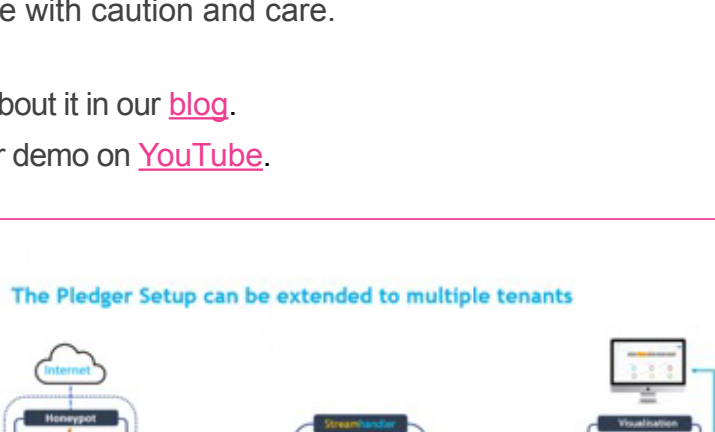 e with caution and care.
bout it in our blog.
r demo on YouTube.
The Pledger Setup can be extended to multiple tenants
Internet
Honeypot
Streamhandler
Visualisation